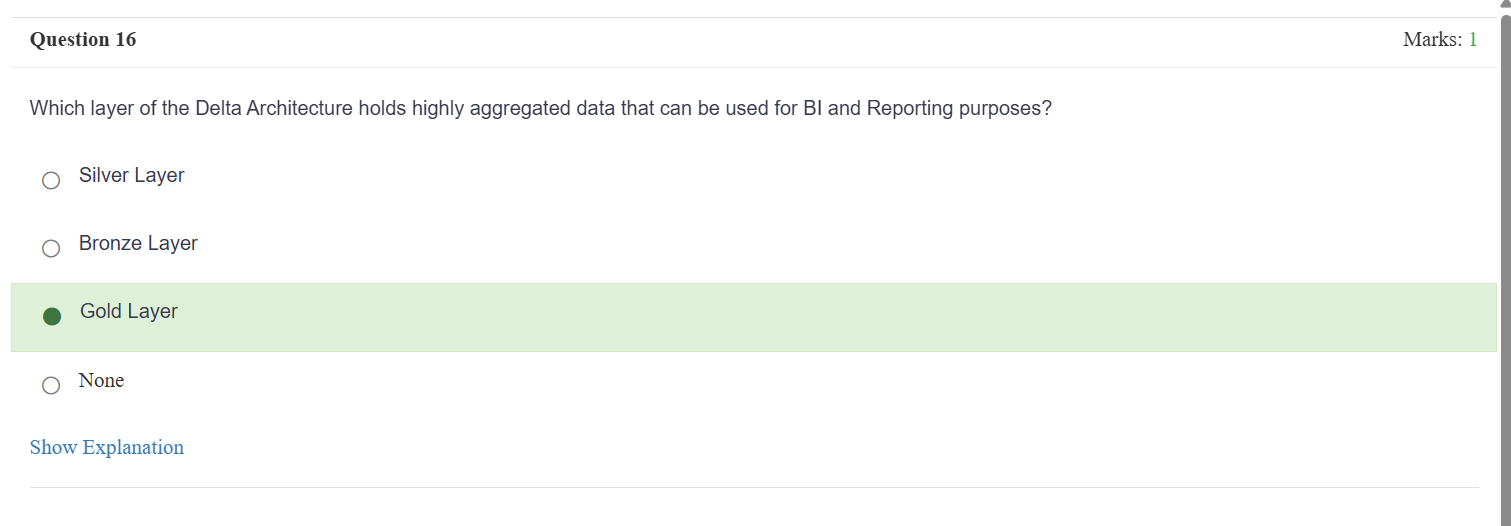 Question 16
Marks: 1
Which layer of the Delta Architecture holds highly aggregated data that can be used for BI and Reporting purposes?
Silver Layer
Bronze Layer
Gold Layer
None
Show Explanation